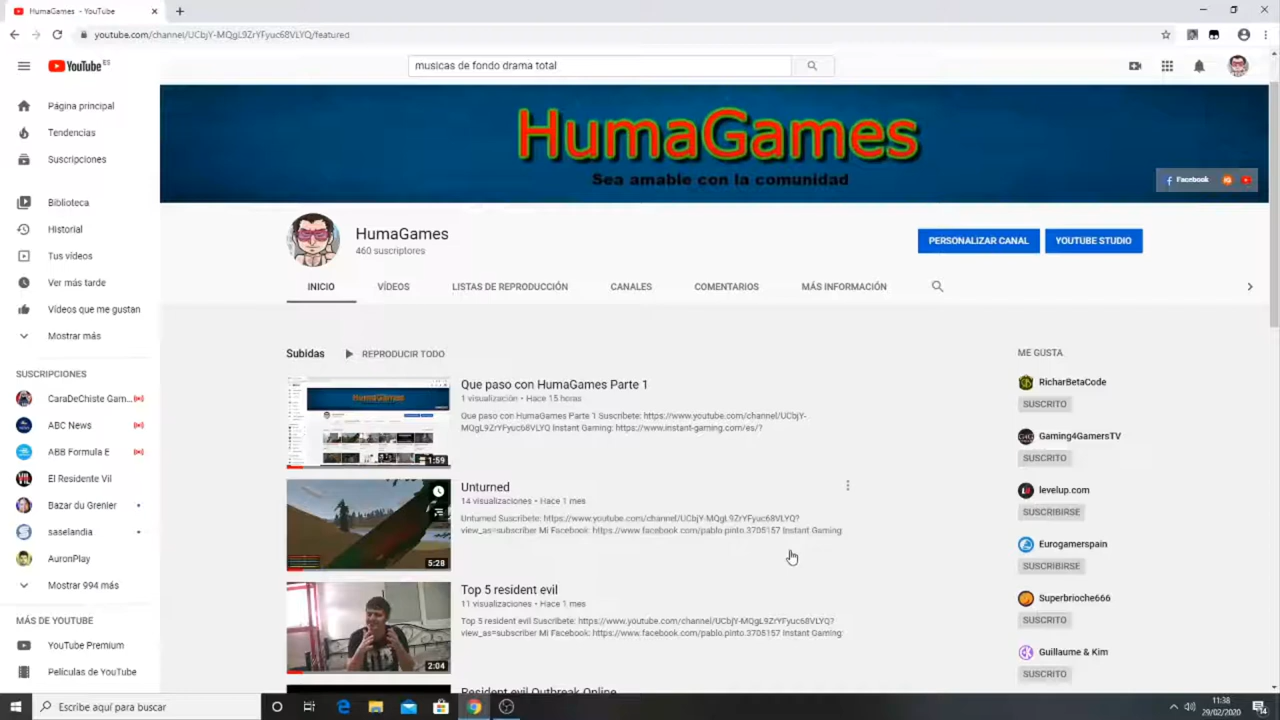 HumaGames - YouTube
youtube.com/channel/UCbjY-MQgL9ZrYFyuc68VLYQ/featured
YouTube ES
musicas de fondo drama total
Página principal
Tendencias
Suscripciones
Biblioteca
Historial
Tus vídeos
Ver más tarde
Vídeos que me gustan
Mostrar más
SUSCRIPCIONES
CaraDeChiste Gam...
ABC News
ABB Formula E
El Residente Vil
Bazar du Grenier
saselandia
AuronPlay
Mostrar 994 más
MÁS DE YOUTUBE
YouTube Premium
Películas de YouTube
HumaGames
Sea amable con la comunidad
Facebook
HumaGames
460 suscriptores
PERSONALIZAR CANAL
YOUTUBE STUDIO
INICIO
VÍDEOS
LISTAS DE REPRODUCCIÓN
CANALES
COMENTARIOS
MÁS INFORMACIÓN
Subidas
REPRODUCIR TODO
HumaGames
1:59
Que paso con HumaGames Parte 1
1 visualización • Hace 15 horas
Que paso con HumaGames Parte 1 Suscribete: https://www.youtube.com/channel/UCbjY-
MQgL9ZrYFyuc68VLYQ Instant Gaming: https://www.instant-gaming.com/es/?
5:28
Unturned
14 visualizaciones • Hace 1 mes
Unturned Suscribete: https://www.youtube.com/channel/UCbjY-MQgL9ZrYFyuc68VLYQ?
view_as=subscriber Mi Facebook: https://www.facebook.com/pablo.pinto.3705157 Instant Gaming
2:04
Top 5 resident evil
11 visualizaciones • Hace 1 mes
Top 5 resident evil Suscribete: https://www.youtube.com/channel/UCbjY-MQgL9ZrYFyuc68VLYQ?
view_as=subscriber Mi Facebook: https://www.facebook.com/pablo.pinto.3705157 Instant Gaming
Resident evil Outbreak Online
ME GUSTA
RicharBetaCode
SUSCRITO
Gaming4GamersTV
SUSCRITO
levelup.com
SUSCRIBIRSE
Eurogamerspain
SUSCRIBIRSE
Superbrioche666
SUSCRITO
Guillaume & Kim
SUSCRITO
Escribe aquí para buscar
11:38
29/02/2020